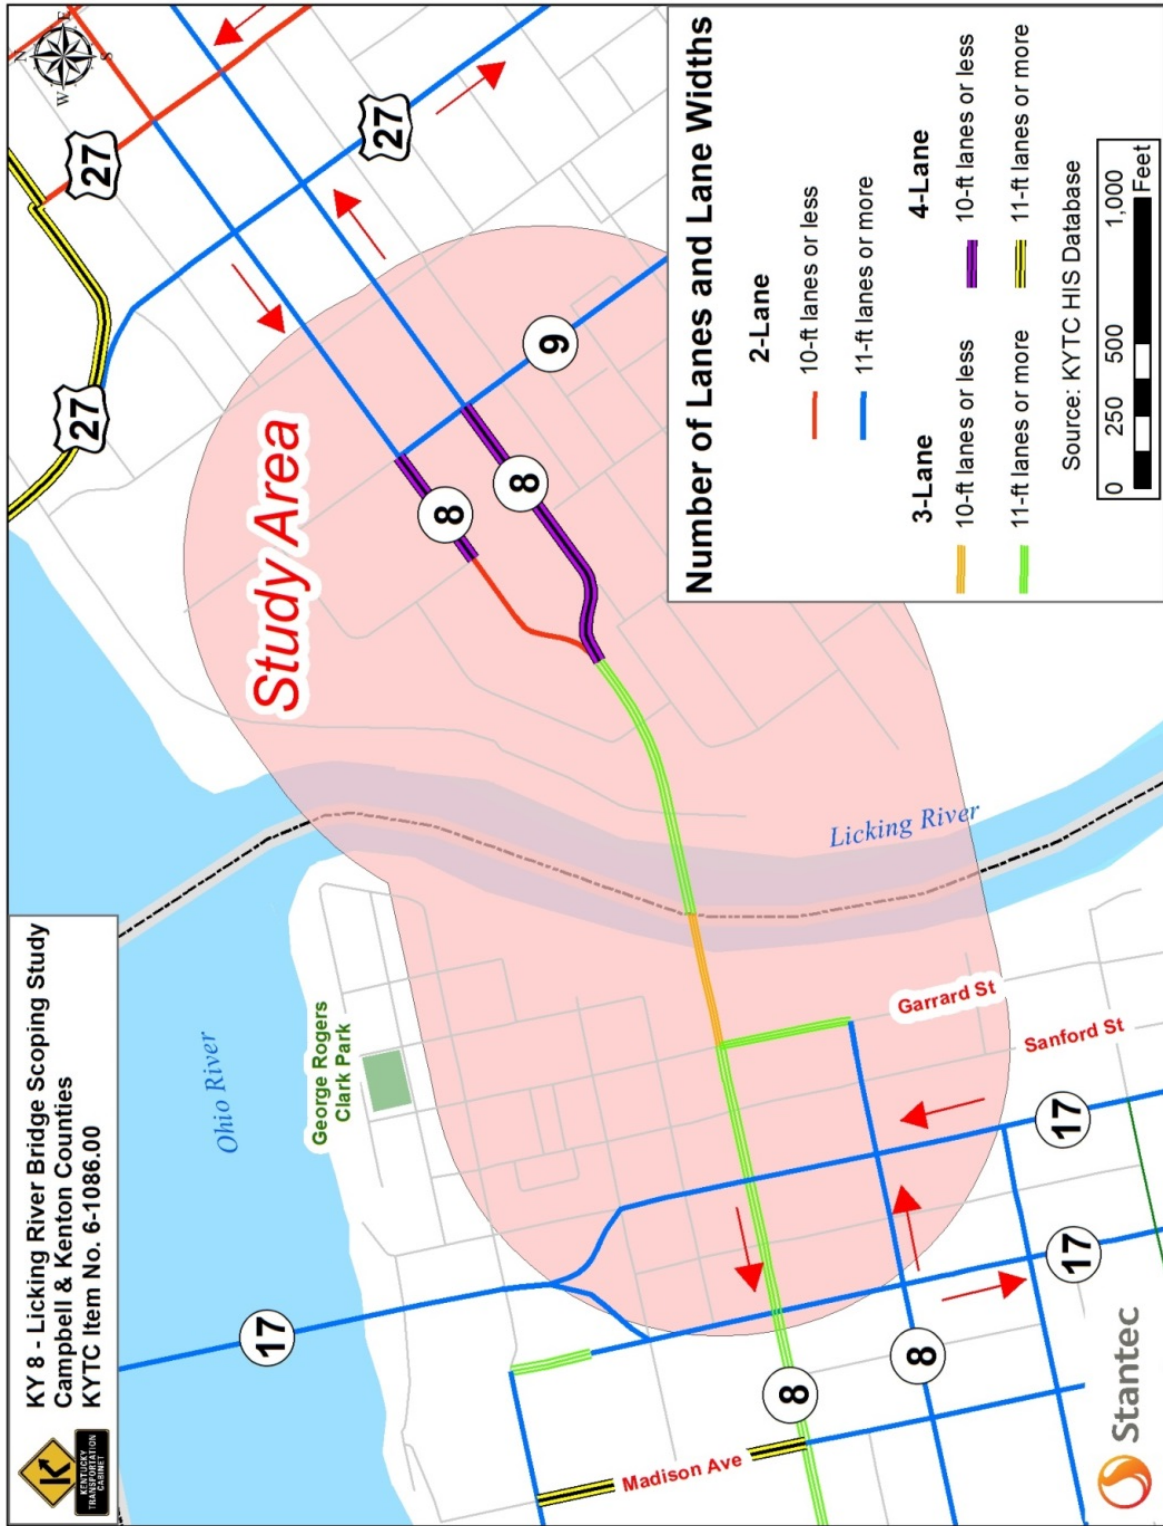 KY 8 - Licking River Bridge Scoping Study
Campbell & Kenton Counties
KYTC Item No. 6-1086.00
KENTUCKY
TRANSPORTATION
CABINET
N
E
S
W
27
27
27
Ohio River
Study Area
George Rogers
Clark Park
17
8
8
9
Licking River
Garrard St
Sanford St
Madison Ave
8
8
17
17
Number of Lanes and Lane Widths
2-Lane
10-ft lanes or less
11-ft lanes or more
3-Lane
10-ft lanes or less
11-ft lanes or more
4-Lane
10-ft lanes or less
11-ft lanes or more
Source: KYTC HIS Database
0 250 500 1,000
Feet
Stantec